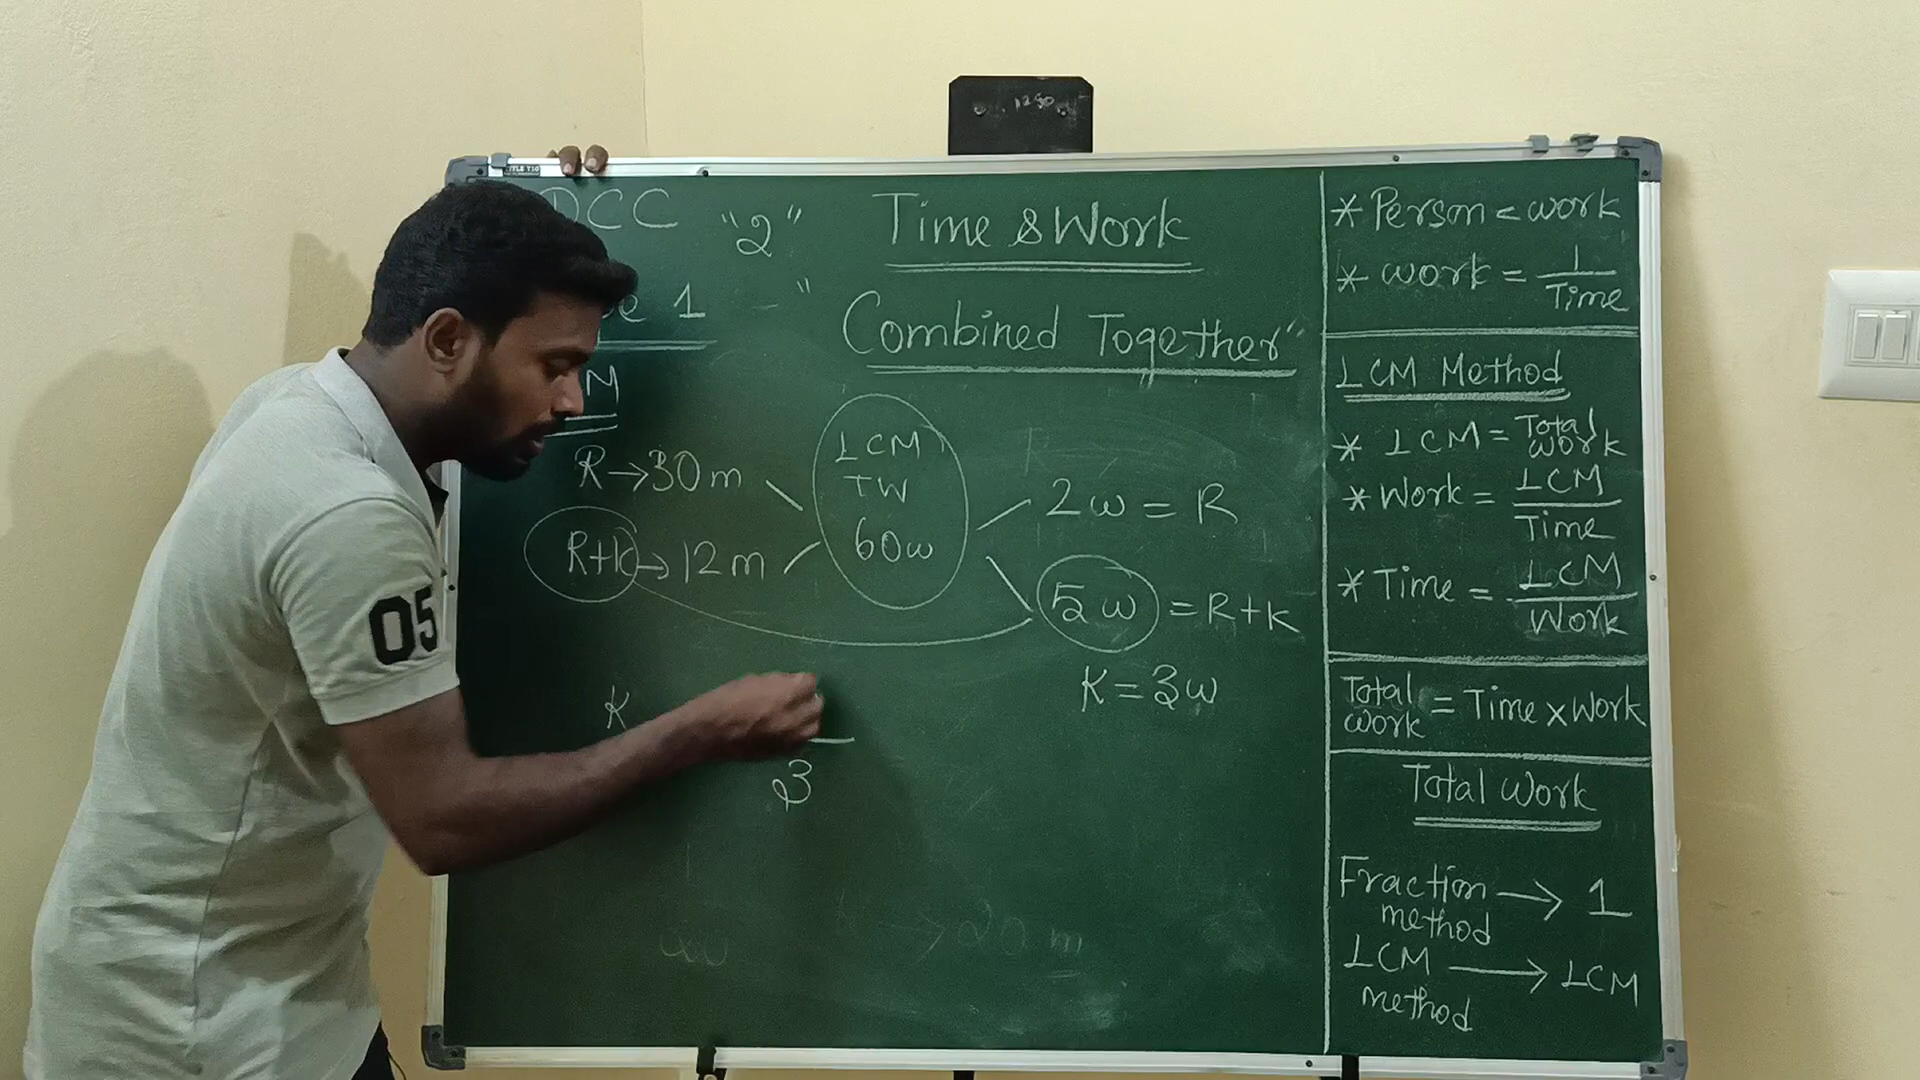 DCC "2" Time & Work
e 1 - " Combined Together"
M
R → 30m
R+K → 12m
LCM
TW
60w
2w = R
5w = R+K
K = 3w
K
3
→ 20 m
* Person < work
* work = 1/Time
LCM Method
* LCM = Total work
* Work = LCM/Time
* Time = LCM/Work
Total work = Time x Work
Total Work
Fraction method → 1
LCM method → LCM
05